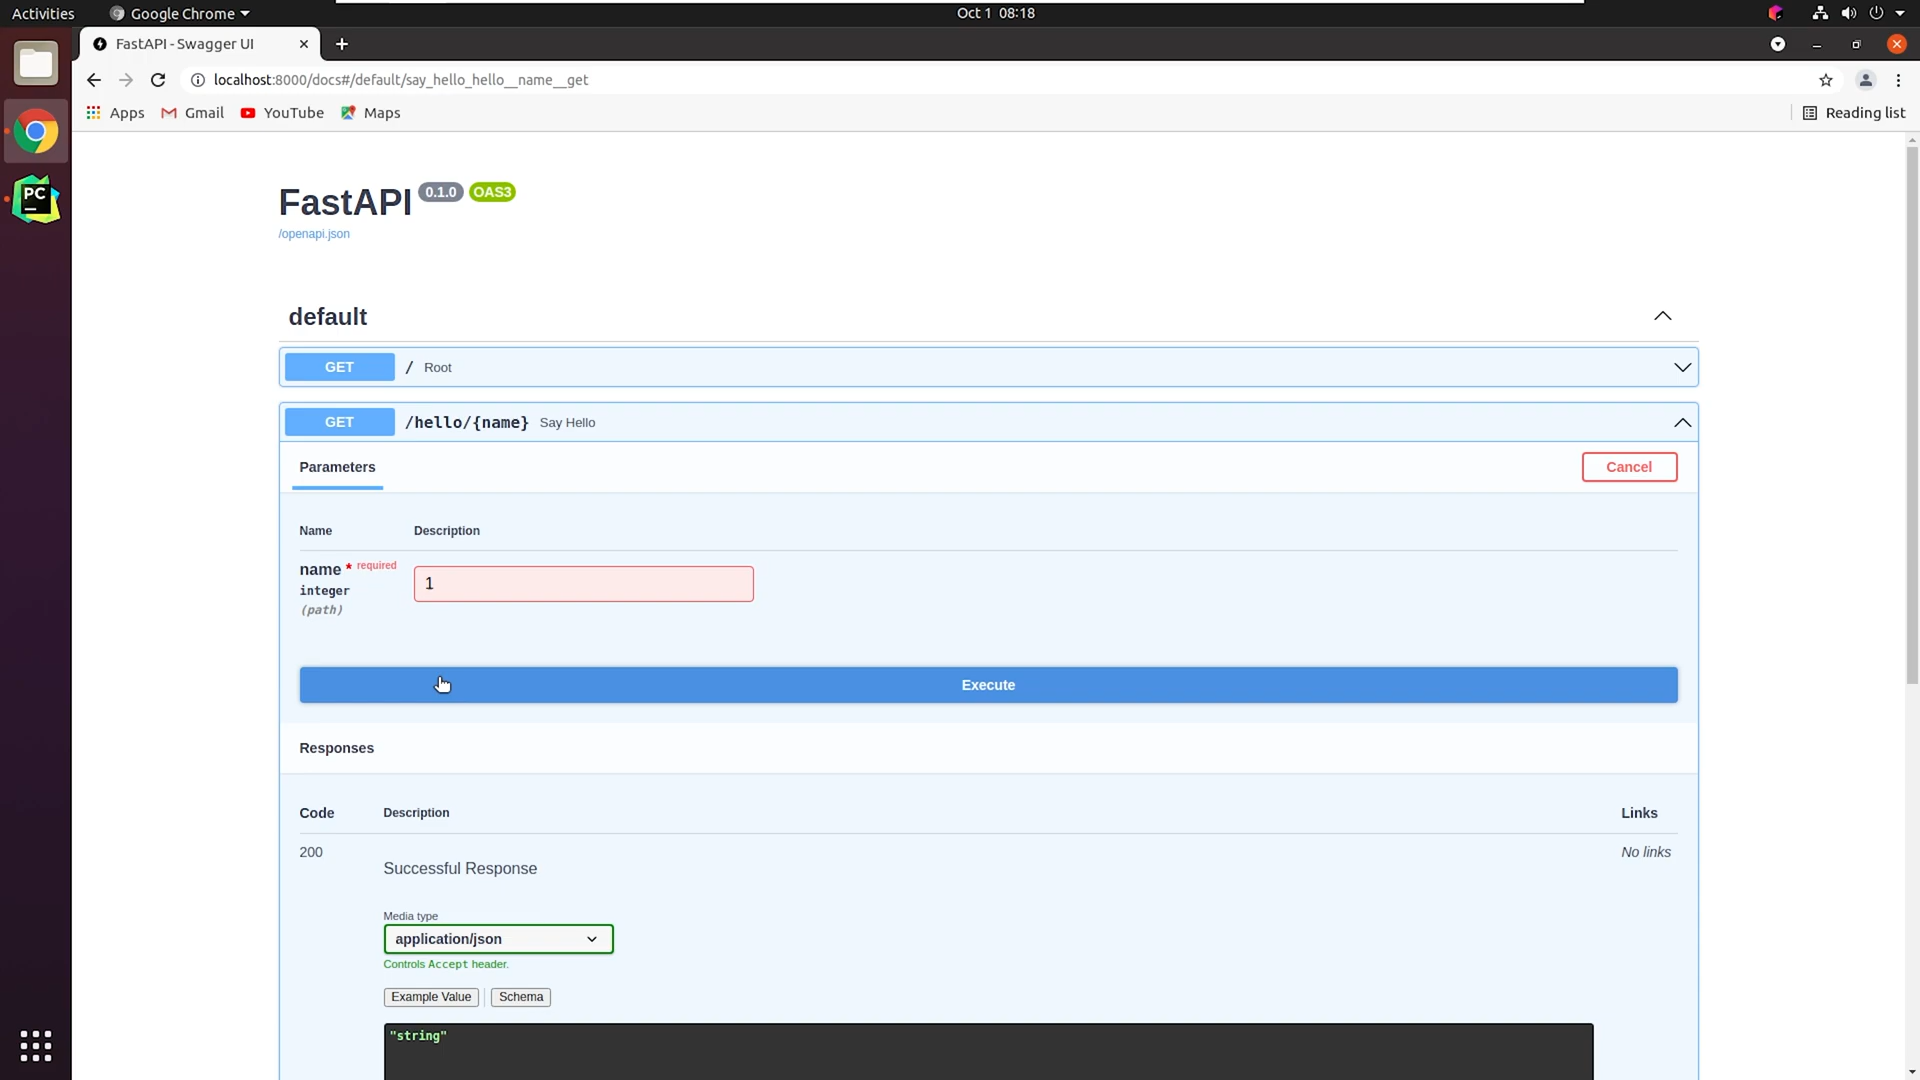 Activities Google Chrome Oct 1 08:18
FastAPI - Swagger UI
localhost:8000/docs#/default/say_hello_hello__name__get
Apps Gmail YouTube Maps Reading list
PC
FastAPI 0.1.0 OAS3
/openapi.json
default
GET / Root
GET /hello/{name} Say Hello
Parameters Cancel
Name Description
name * required
integer
(path)
1
Execute
Responses
Code Description Links
200 No links
Successful Response
Media type
application/json
Controls Accept header.
Example Value Schema
"string"